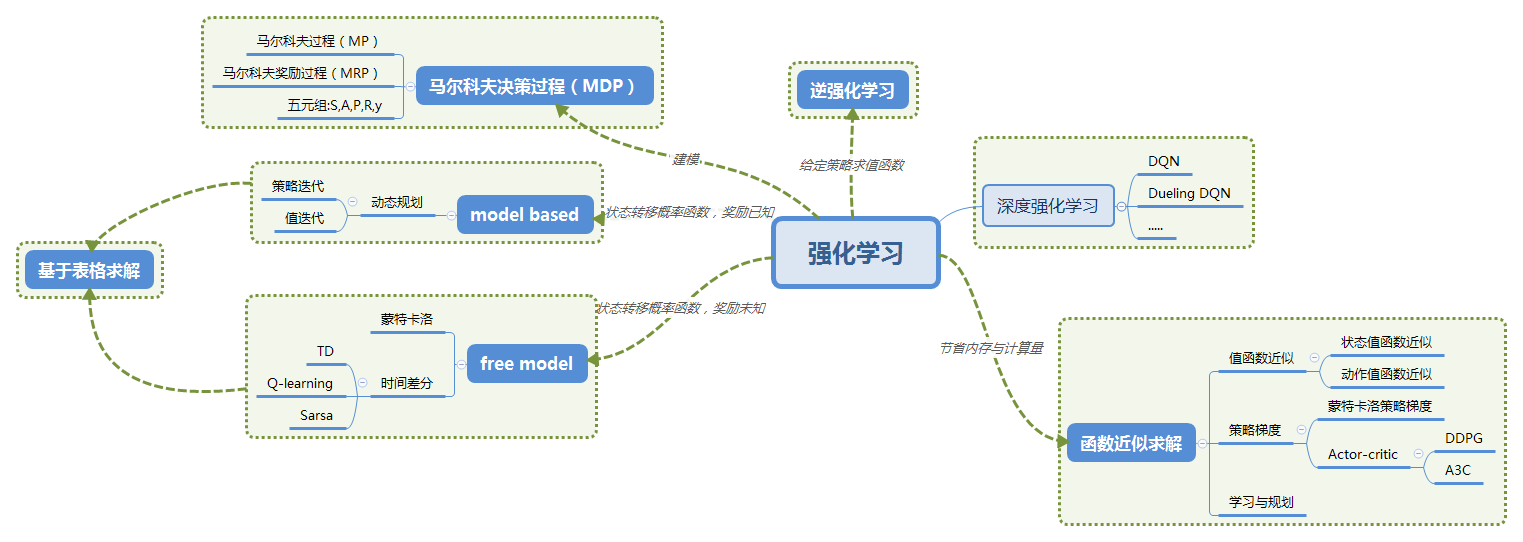 马尔科夫过程（MP）
马尔科夫奖励过程（MRP）
五元组:S,A,P,R,y
马尔科夫决策过程（MDP）
建模
逆强化学习
给定策略求值函数
深度强化学习
DQN
Dueling DQN
.....
策略迭代
值迭代
动态规划
model based
状态转移概率函数，奖励已知
强化学习
基于表格求解
状态转移概率函数，奖励未知
蒙特卡洛
TD
Q-learning
Sarsa
时间差分
free model
节省内存与计算量
函数近似求解
值函数近似
状态值函数近似
动作值函数近似
策略梯度
蒙特卡洛策略梯度
Actor-critic
DDPG
A3C
学习与规划